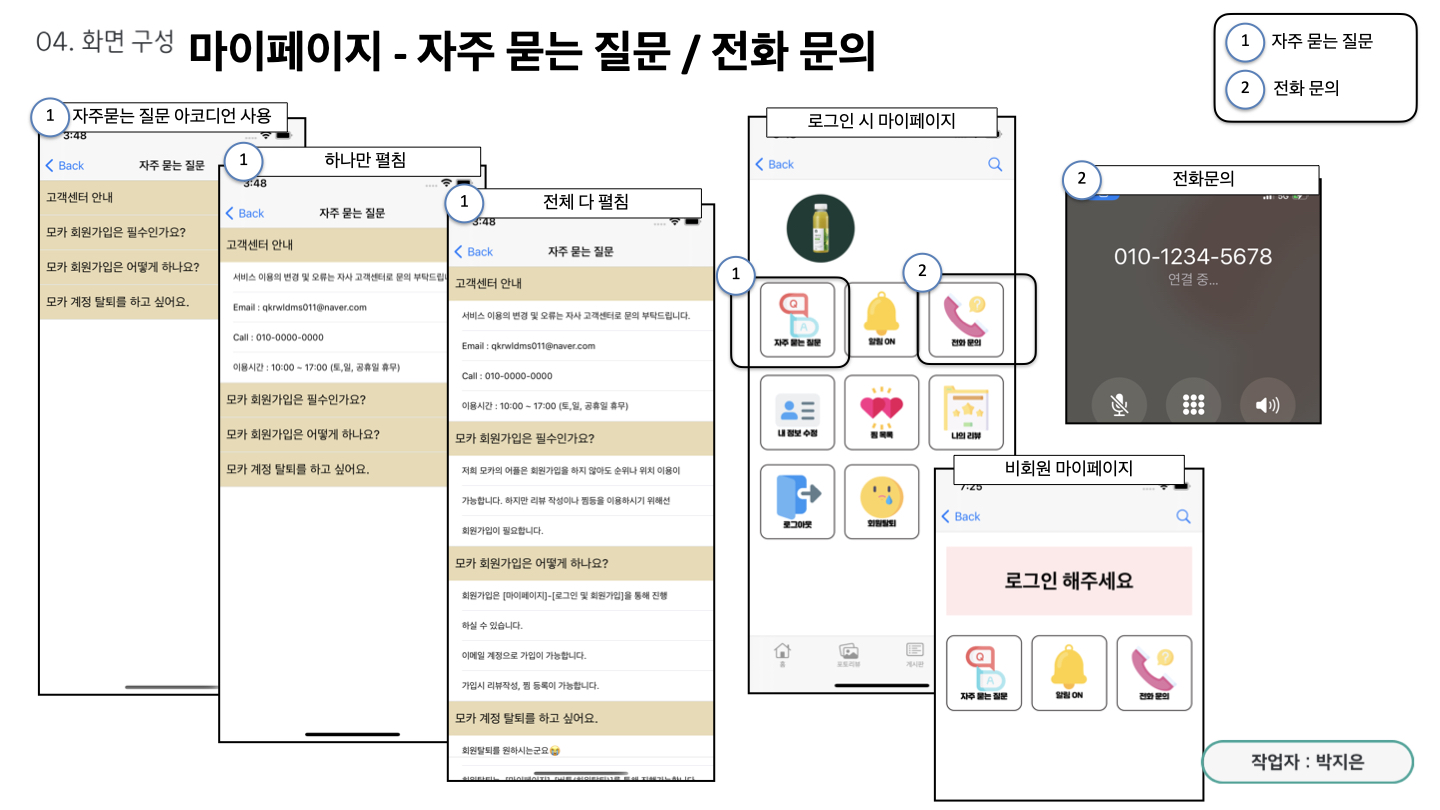 04. 화면 구성 마이페이지 - 자주 묻는 질문 / 전화 문의
1 자주 묻는 질문
2 전화 문의
1 자주묻는 질문 아코디언 사용
3:48
Back 자주 묻는 질문
고객센터 안내
모카 회원가입은 필수인가요?
모카 회원가입은 어떻게 하나요?
모카 계정 탈퇴를 하고 싶어요.
1 하나만 펼침
3:48
Back 자주 묻는 질문
고객센터 안내
서비스 이용의 변경 및 오류는 자사 고객센터로 문의 부탁드립니
Email : qkrwldms011@naver.com
Call : 010-0000-0000
이용시간 : 10:00 ~ 17:00 (토,일, 공휴일 휴무)
모카 회원가입은 필수인가요?
모카 회원가입은 어떻게 하나요?
모카 계정 탈퇴를 하고 싶어요.
1 전체 다 펼침
3:48
Back 자주 묻는 질문
고객센터 안내
서비스 이용의 변경 및 오류는 자사 고객센터로 문의 부탁드립니다.
Email : qkrwldms011@naver.com
Call : 010-0000-0000
이용시간 : 10:00 ~ 17:00 (토,일, 공휴일 휴무)
모카 회원가입은 필수인가요?
저희 모카의 어플은 회원가입을 하지 않아도 순위나 위치 이용이
가능합니다. 하지만 리뷰 작성이나 찜등을 이용하시기 위해선
회원가입이 필요합니다.
모카 회원가입은 어떻게 하나요?
회원가입은 [마이페이지]-[로그인 및 회원가입]을 통해 진행
하실 수 있습니다.
이메일 계정으로 가입이 가능합니다.
가입시 리뷰작성, 찜 등록이 가능합니다.
모카 계정 탈퇴를 하고 싶어요.
회원탈퇴를 원하시는군요😭
로그인 시 마이페이지
Back
1
2
Q
A
자주 묻는 질문
알림 ON
?
전화 문의
내 정보 수정
찜 목록
나의 리뷰
로그아웃
회원탈퇴
홈
포토리뷰
게시판
2 전화문의
5G
010-1234-5678
연결 중...
비회원 마이페이지
7:25
Back
로그인 해주세요
Q
A
자주 묻는 질문
알림 ON
?
전화 문의
작업자 : 박지은